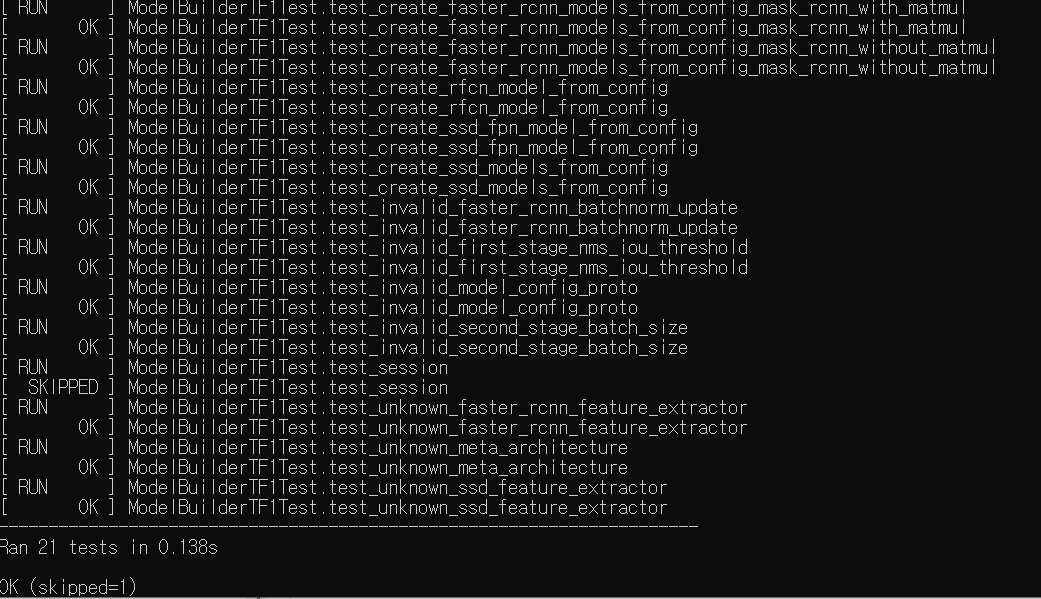 [ RUN      ] ModelBuilderTF1Test.test_create_faster_rcnn_models_from_config_mask_rcnn_with_matmul
[       OK ] ModelBuilderTF1Test.test_create_faster_rcnn_models_from_config_mask_rcnn_with_matmul
[ RUN      ] ModelBuilderTF1Test.test_create_faster_rcnn_models_from_config_mask_rcnn_without_matmul
[       OK ] ModelBuilderTF1Test.test_create_faster_rcnn_models_from_config_mask_rcnn_without_matmul
[ RUN      ] ModelBuilderTF1Test.test_create_rfcn_model_from_config
[       OK ] ModelBuilderTF1Test.test_create_rfcn_model_from_config
[ RUN      ] ModelBuilderTF1Test.test_create_ssd_fpn_model_from_config
[       OK ] ModelBuilderTF1Test.test_create_ssd_fpn_model_from_config
[ RUN      ] ModelBuilderTF1Test.test_create_ssd_models_from_config
[       OK ] ModelBuilderTF1Test.test_create_ssd_models_from_config
[ RUN      ] ModelBuilderTF1Test.test_invalid_faster_rcnn_batchnorm_update
[       OK ] ModelBuilderTF1Test.test_invalid_faster_rcnn_batchnorm_update
[ RUN      ] ModelBuilderTF1Test.test_invalid_first_stage_nms_iou_threshold
[       OK ] ModelBuilderTF1Test.test_invalid_first_stage_nms_iou_threshold
[ RUN      ] ModelBuilderTF1Test.test_invalid_model_config_proto
[       OK ] ModelBuilderTF1Test.test_invalid_model_config_proto
[ RUN      ] ModelBuilderTF1Test.test_invalid_second_stage_batch_size
[       OK ] ModelBuilderTF1Test.test_invalid_second_stage_batch_size
[ RUN      ] ModelBuilderTF1Test.test_session
[  SKIPPED ] ModelBuilderTF1Test.test_session
[ RUN      ] ModelBuilderTF1Test.test_unknown_faster_rcnn_feature_extractor
[       OK ] ModelBuilderTF1Test.test_unknown_faster_rcnn_feature_extractor
[ RUN      ] ModelBuilderTF1Test.test_unknown_meta_architecture
[       OK ] ModelBuilderTF1Test.test_unknown_meta_architecture
[ RUN      ] ModelBuilderTF1Test.test_unknown_ssd_feature_extractor
[       OK ] ModelBuilderTF1Test.test_unknown_ssd_feature_extractor
----------------------------------------------------------------------
Ran 21 tests in 0.138s
OK (skipped=1)